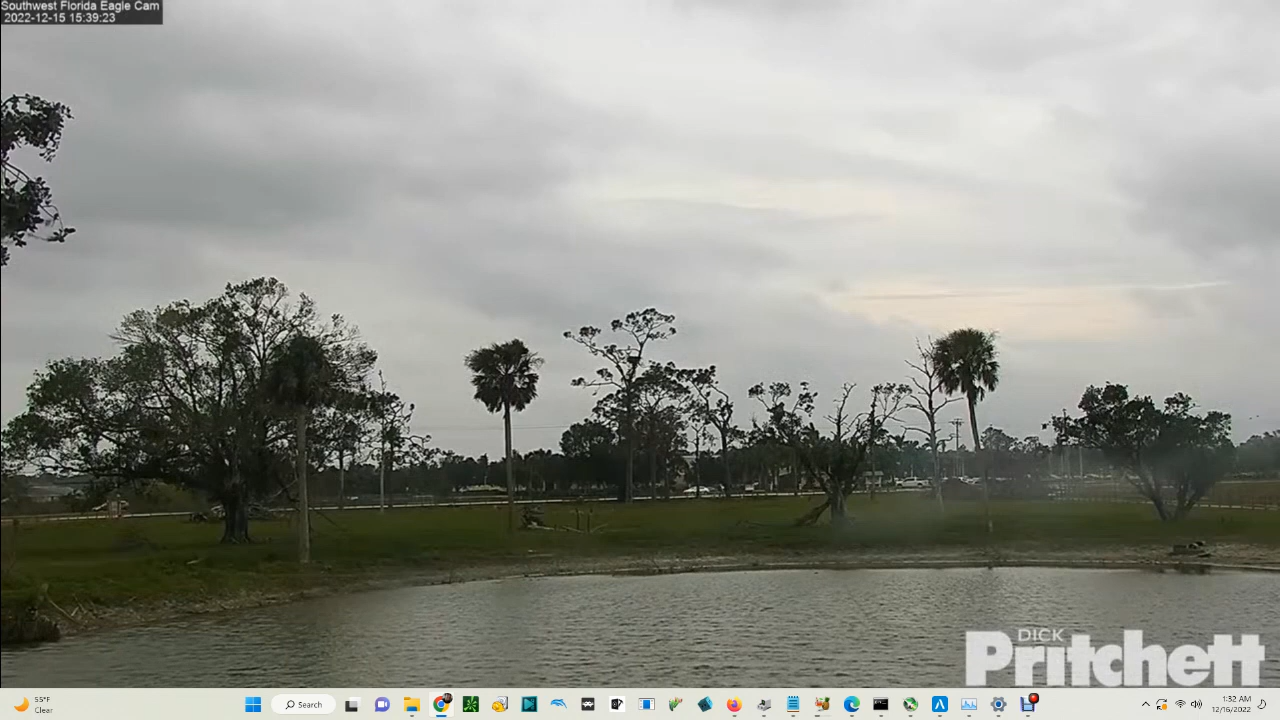 Southwest Florida Eagle Cam
2022-12-15 15:39:23
DICK
Pritchett
55°F
Clear
Search
1:32 AM
12/16/2022